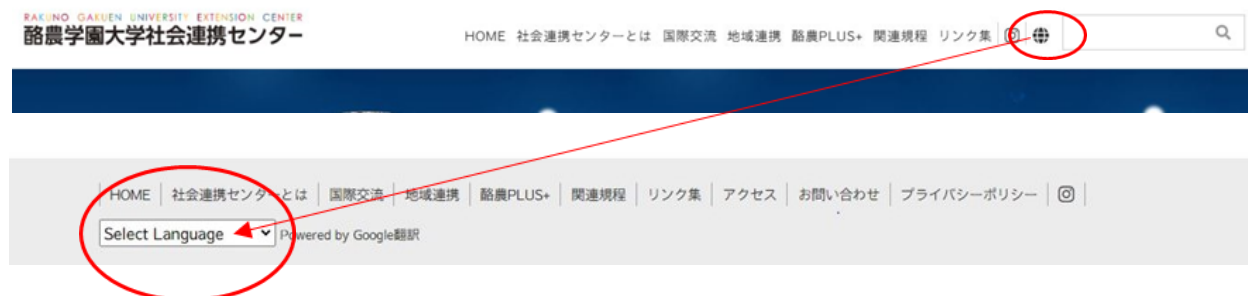 RAKUNO GAKUEN UNIVERSITY EXTENSION CENTER
酪農学園大学社会連携センター
HOME 社会連携センターとは 国際交流 地域連携 酪農PLUS+ 関連規程 リンク集
HOME 社会連携センターとは 国際交流 地域連携 酪農PLUS+ 関連規程 リンク集 アクセス お問い合わせ プライバシーポリシー
Select Language Powered by Google翻訳